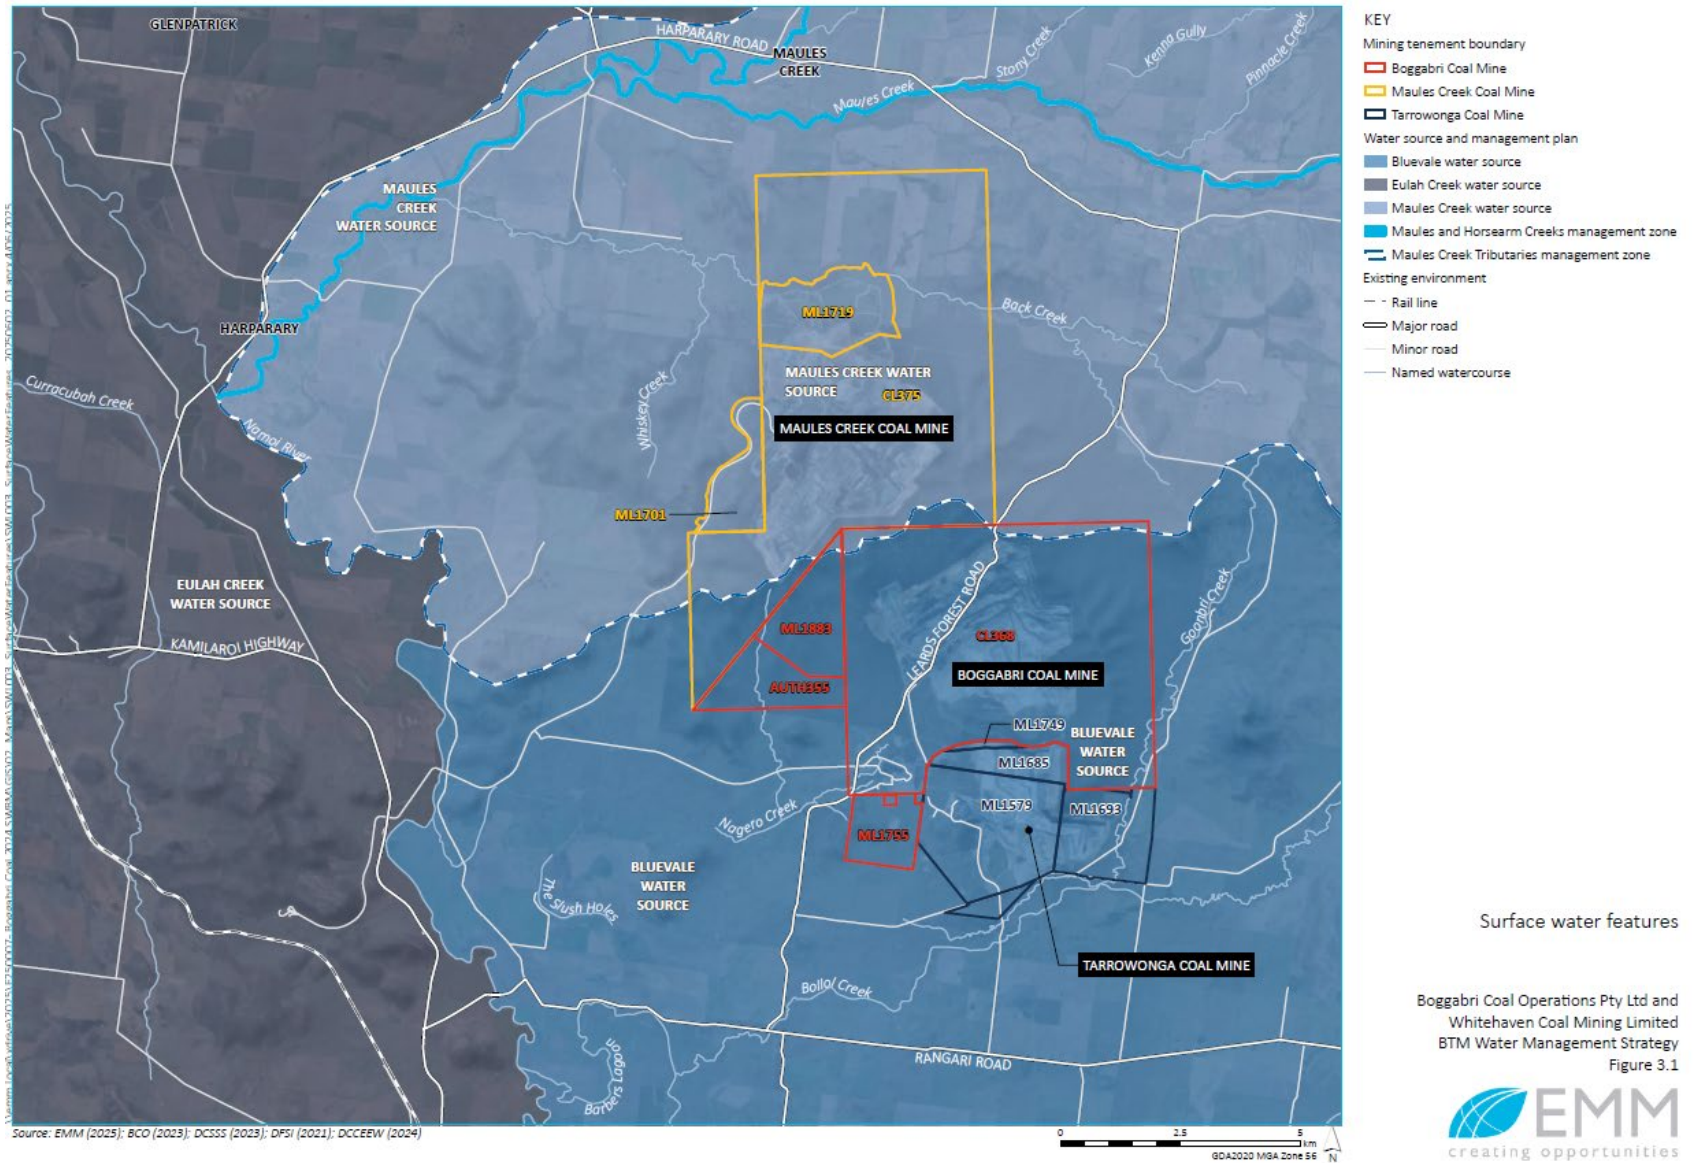 GLENPATRICK
HARPARARY ROAD
MAULES
CREEK
Stony Creek
Kenna Gully
Pinnacle Creek
Maules Creek
MAULES
CREEK
WATER SOURCE
HARPARARY
ML1719
Back Creek
MAULES CREEK WATER
SOURCE
CL375
Curracubah Creek
Namoi River
Whiskey Creek
MAULES CREEK COAL MINE
ML1701
EULAH CREEK
WATER SOURCE
KAMILAROI HIGHWAY
LEARDS FOREST ROAD
Goonbri Creek
ML1883
CL368
AUTH355
BOGGABRI COAL MINE
ML1749
BLUEVALE
WATER
SOURCE
ML1685
ML1579
ML1693
Nagero Creek
ML1755
BLUEVALE
WATER
SOURCE
The Slush Holes
TARROWONGA COAL MINE
Bollol Creek
RANGARI ROAD
Barbers Lagoon
KEY
Mining tenement boundary
Boggabri Coal Mine
Maules Creek Coal Mine
Tarrowonga Coal Mine
Water source and management plan
Bluevale water source
Eulah Creek water source
Maules Creek water source
Maules and Horsearm Creeks management zone
Maules Creek Tributaries management zone
Existing environment
Rail line
Major road
Minor road
Named watercourse
Surface water features
Boggabri Coal Operations Pty Ltd and
Whitehaven Coal Mining Limited
BTM Water Management Strategy
Figure 3.1
EMM
creating opportunities
Source: EMM (2025); BCO (2023); DCSSS (2023); DFSI (2021); DCCEEW (2024)
0 2.5 5
km
GDA2020 MGA Zone 56
N